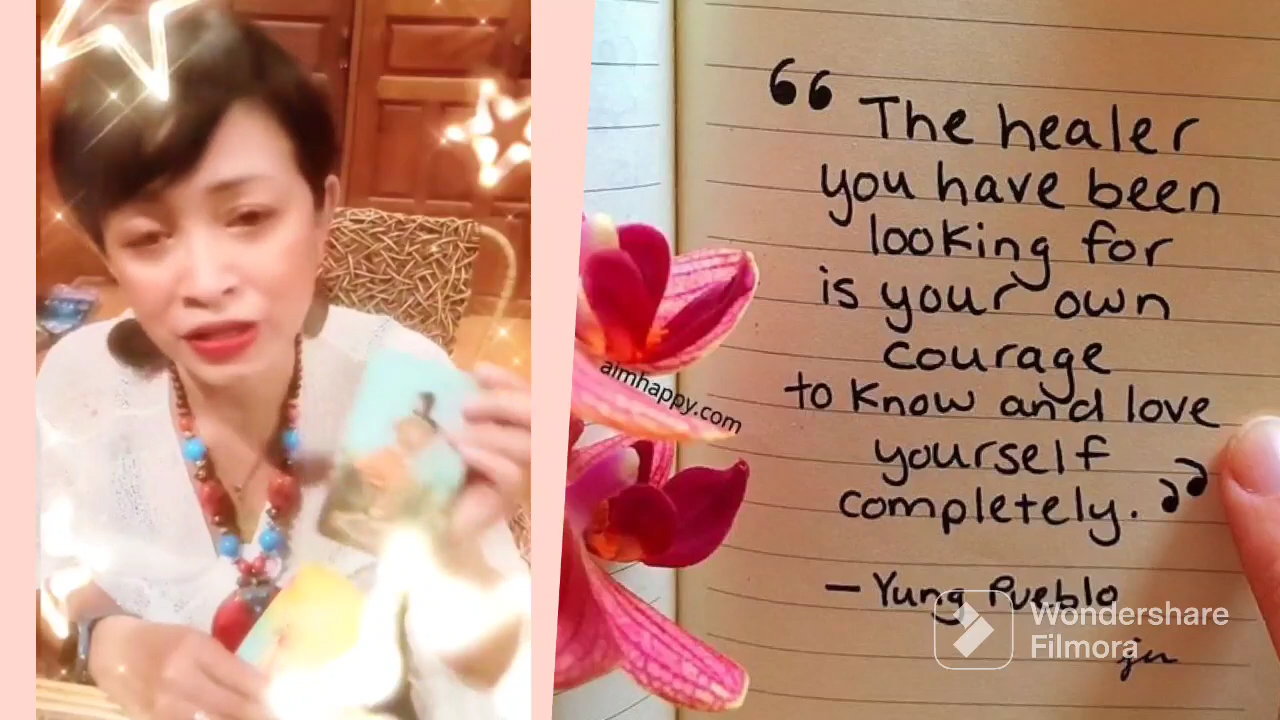 “ The healer
you have been
looking for
is your own
courage
to know and love
yourself
completely. ”
— Yung Pueblo
aimhappy.com
Wondershare
Filmora